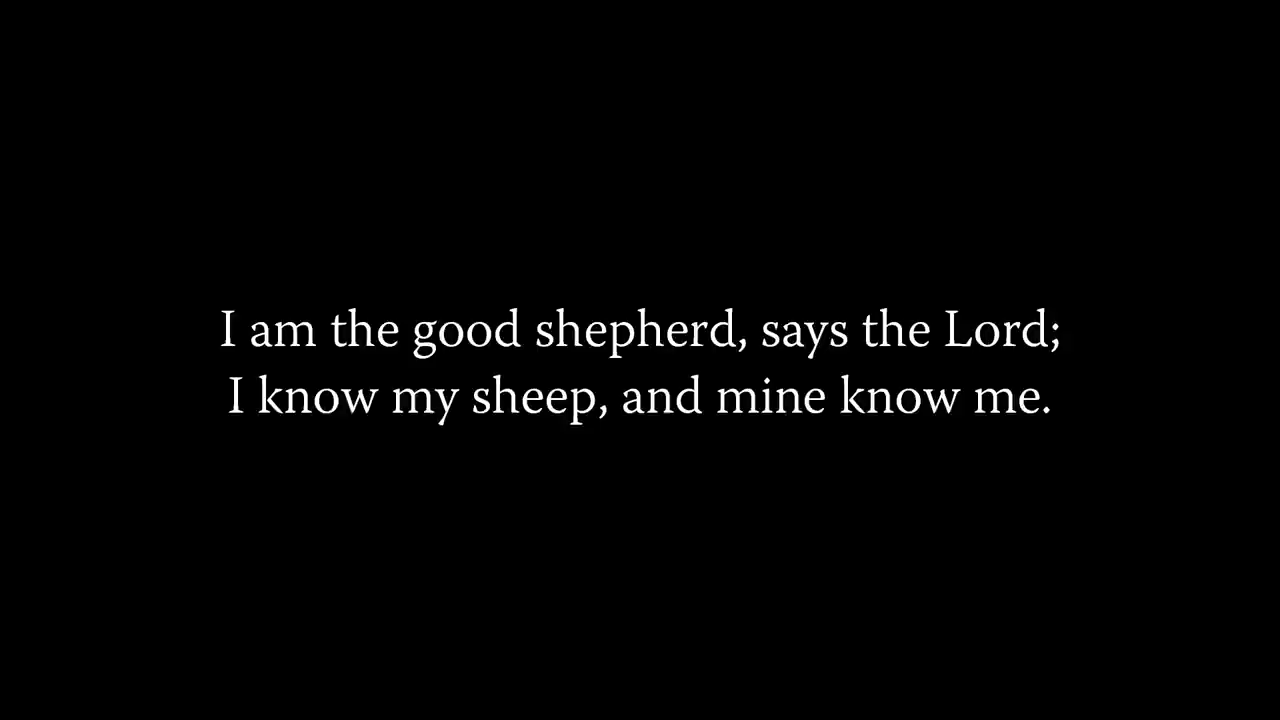 I am the good shepherd, says the Lord;
I know my sheep, and mine know me.